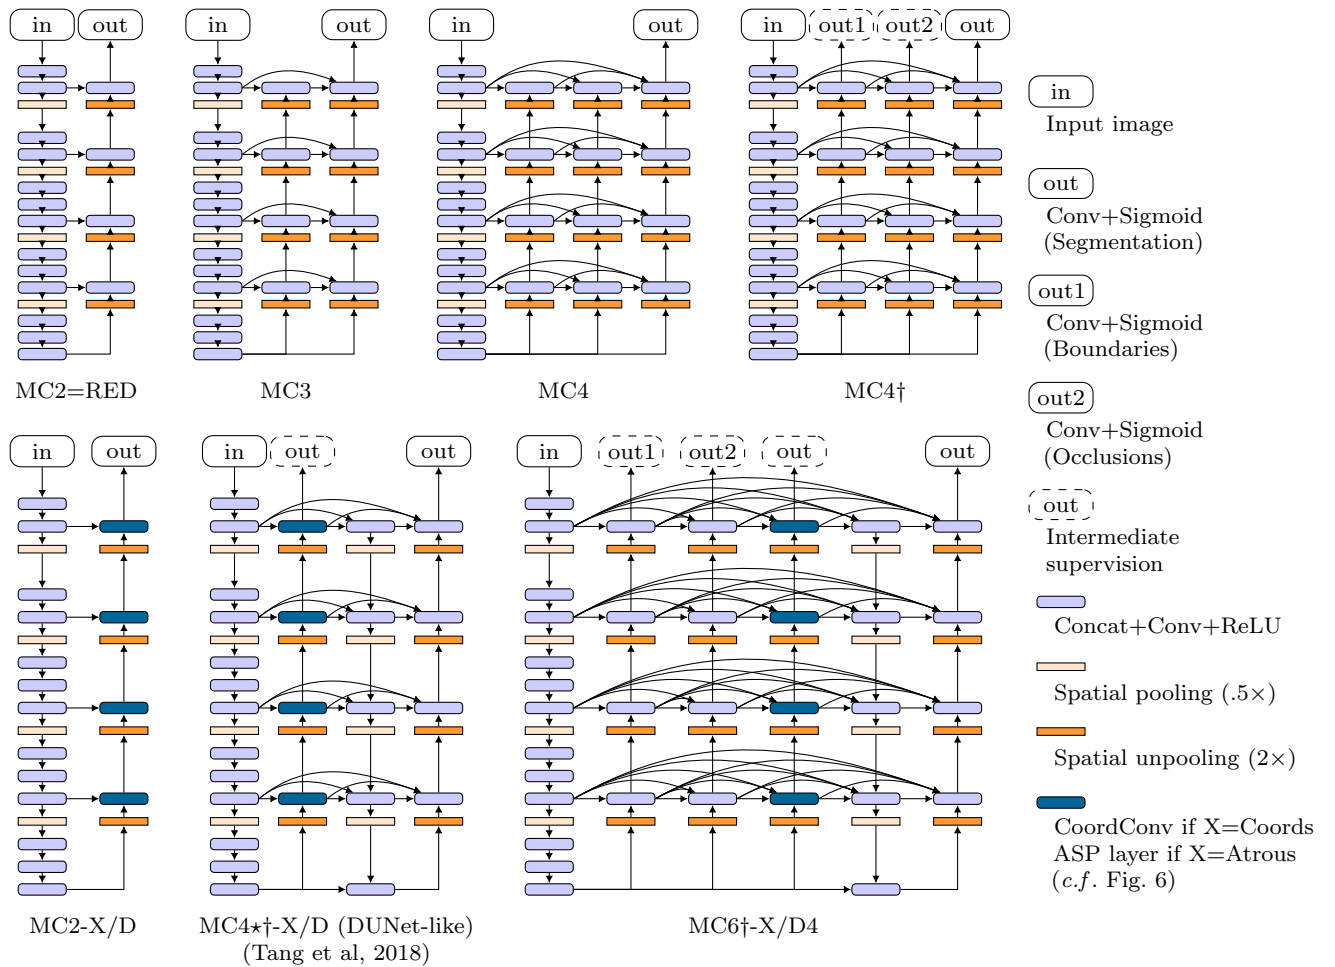 in out
in out
in out
in out1 out2 out
MC2=RED
MC3
MC4
MC4†
in out
in out out
in out1 out2 out out
MC2-X/D
MC4⋆†-X/D (DUNet-like)
(Tang et al, 2018)
MC6†-X/D4
in
Input image
out
Conv+Sigmoid
(Segmentation)
out1
Conv+Sigmoid
(Boundaries)
out2
Conv+Sigmoid
(Occlusions)
out
Intermediate
supervision
Concat+Conv+ReLU
Spatial pooling (.5×)
Spatial unpooling (2×)
CoordConv if X=Coords
ASP layer if X=Atrous
(c.f. Fig. 6)